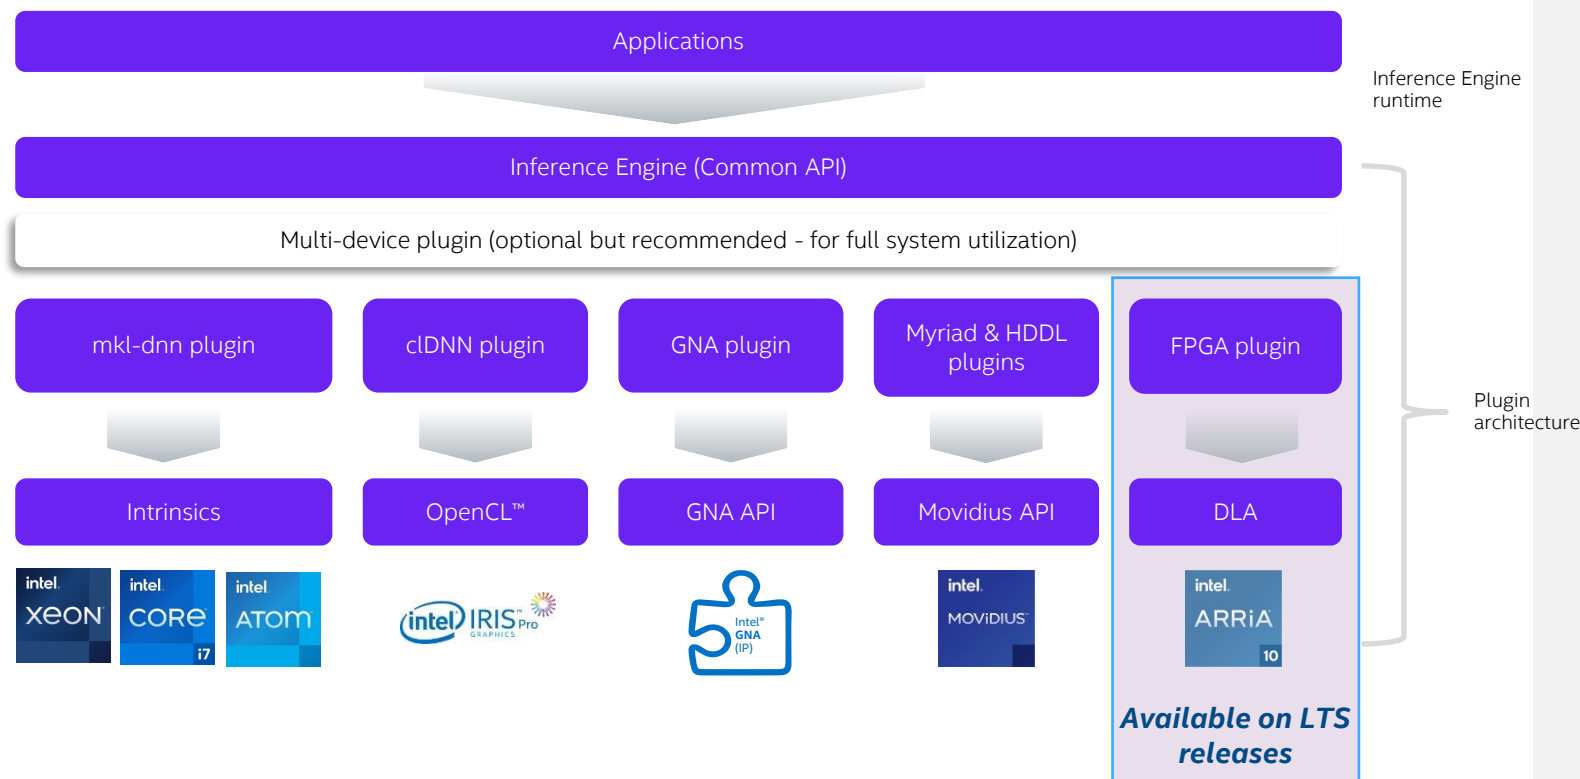 Applications
Inference Engine
runtime
Inference Engine (Common API)
Multi-device plugin (optional but recommended - for full system utilization)
mkl-dnn plugin
clDNN plugin
GNA plugin
Myriad & HDDL
plugins
FPGA plugin
Plugin
architecture
Intrinsics
OpenCL™
GNA API
Movidius API
DLA
intel.
XEON
intel.
CORE
i7
intel.
ATOM
intel IRIS™ Pro
GRAPHICS
Intel®
GNA
(IP)
intel.
MOVIDIUS™
intel.
ARRIA
10
Available on LTS
releases